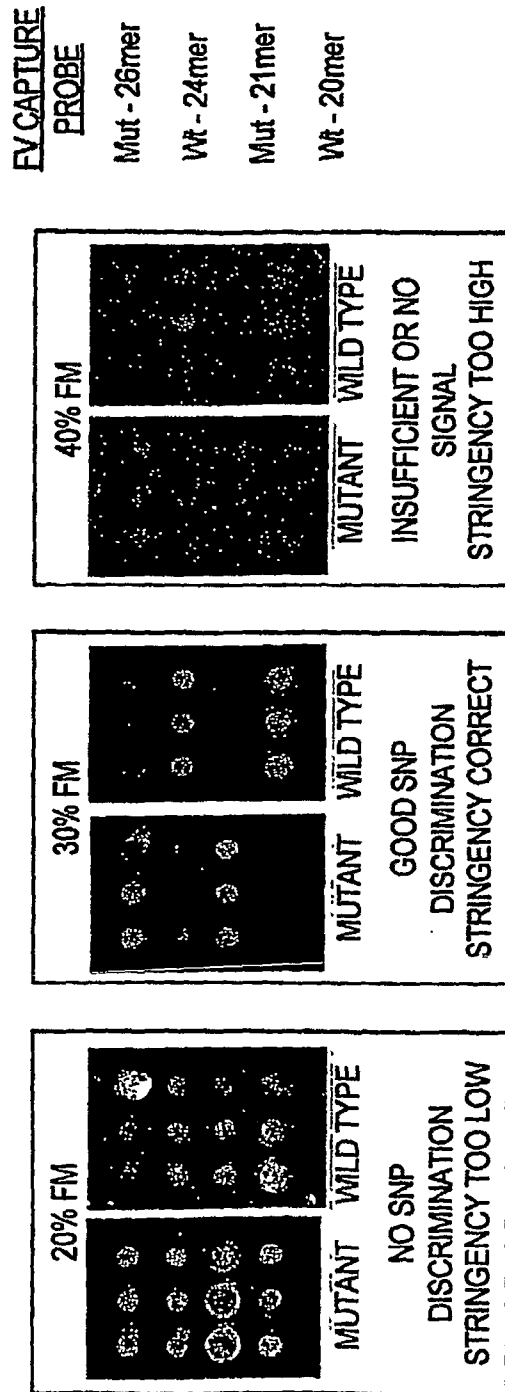 20% FM
MUTANT WILD TYPE
NO SNP
DISCRIMINATION
STRINGENCY TOO LOW
30% FM
MUTANT WILD TYPE
GOOD SNP
DISCRIMINATION
STRINGENCY CORRECT
40% FM
MUTANT WILD TYPE
INSUFFICIENT OR NO
SIGNAL
STRINGENCY TOO HIGH
FV CAPTURE
PROBE
Mut - 26mer
Wt - 24mer
Mut - 21mer
Wt - 20mer